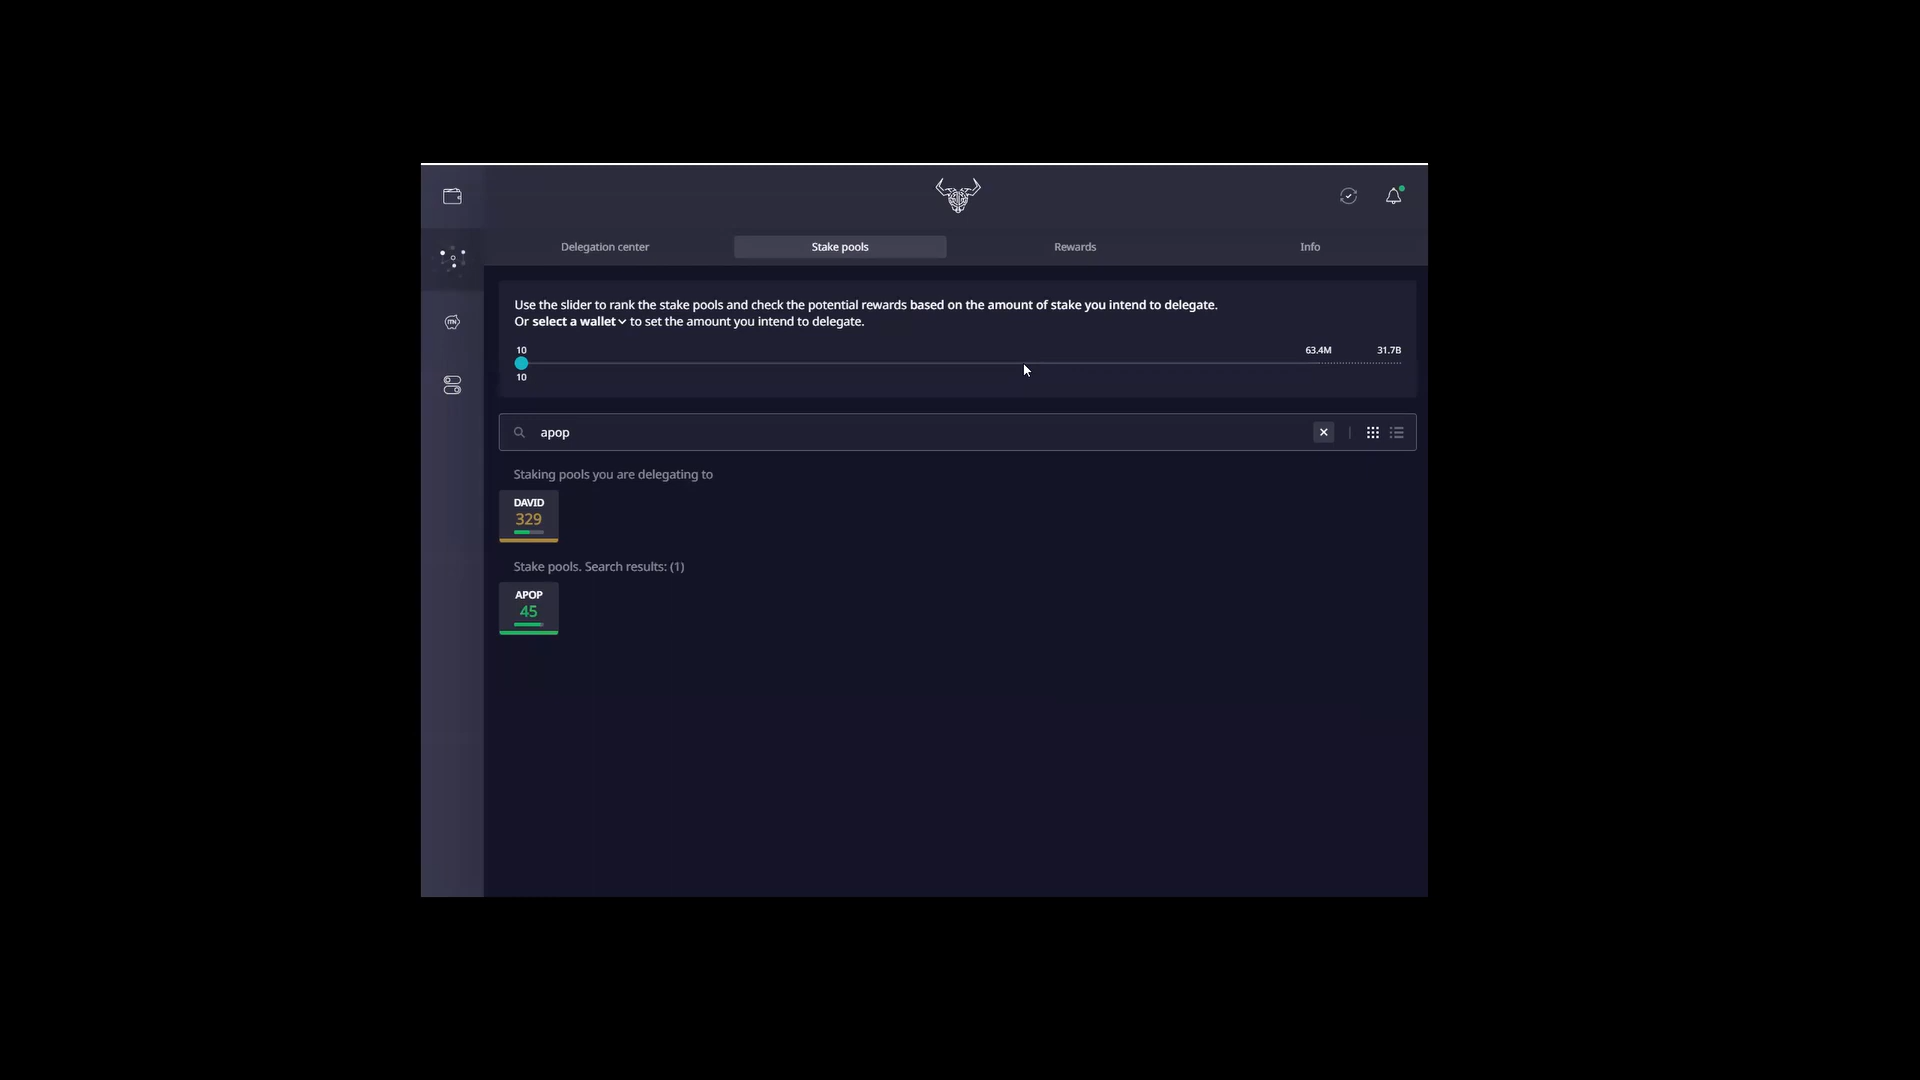 Delegation center
Stake pools
Rewards
Info
Use the slider to rank the stake pools and check the potential rewards based on the amount of stake you intend to delegate.
Or select a wallet to set the amount you intend to delegate.
10
63.4M
31.7B
10
apop
Staking pools you are delegating to
DAVID
329
Stake pools. Search results: (1)
APOP
45